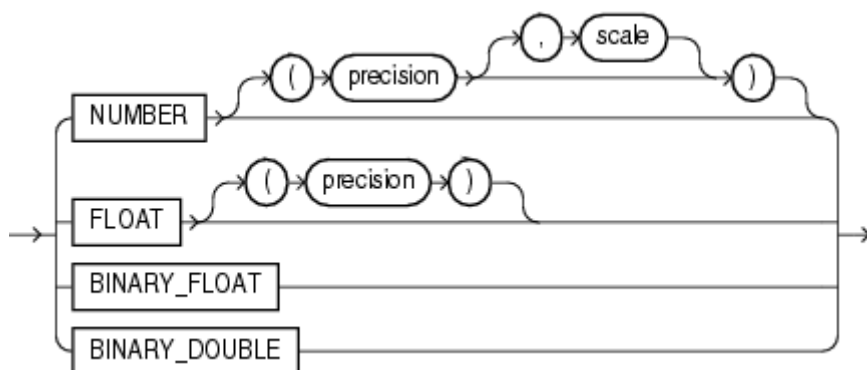 , scale
( precision )
NUMBER
( precision )
FLOAT
BINARY_FLOAT
BINARY_DOUBLE